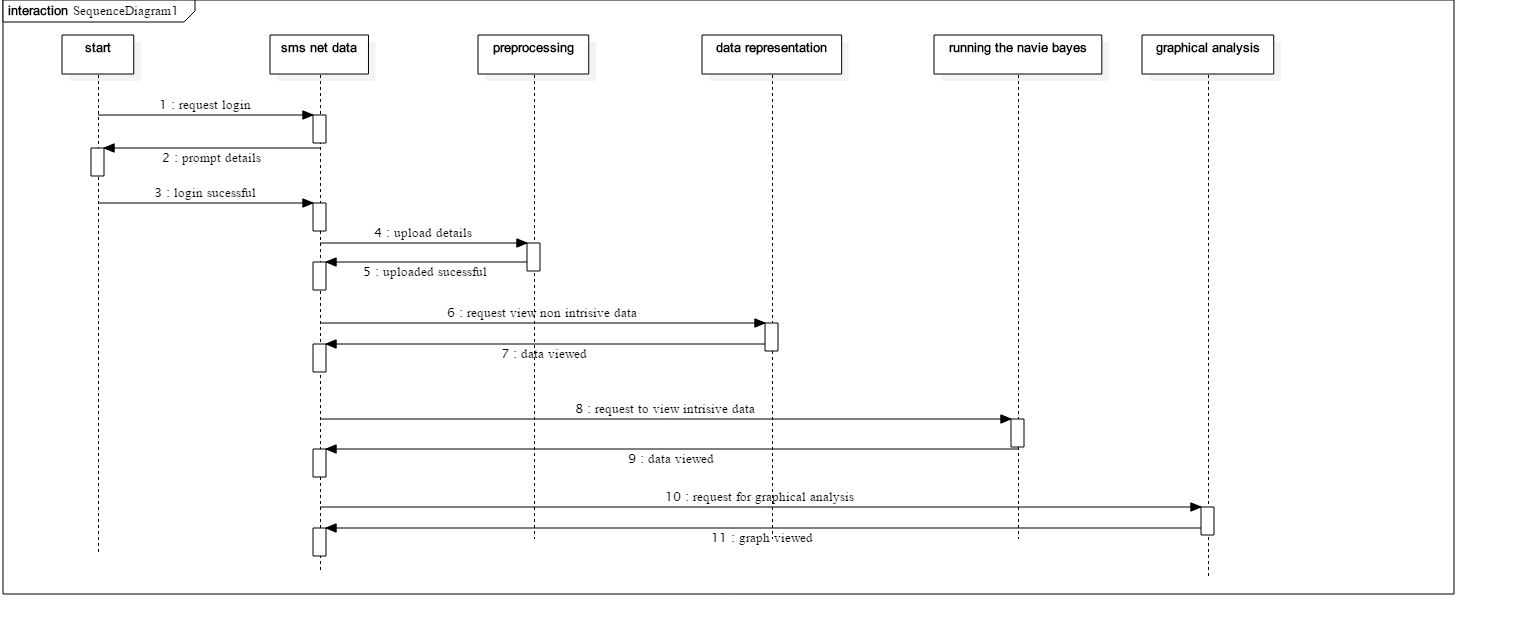 interaction SequenceDiagram1
start
sms net data
preprocessing
data representation
running the navie bayes
graphical analysis
1 : request login
2 : prompt details
3 : login sucessful
4 : upload details
5 : uploaded sucessful
6 : request view non intrisive data
7 : data viewed
8 : request to view intrisive data
9 : data viewed
10 : request for graphical analysis
11 : graph viewed